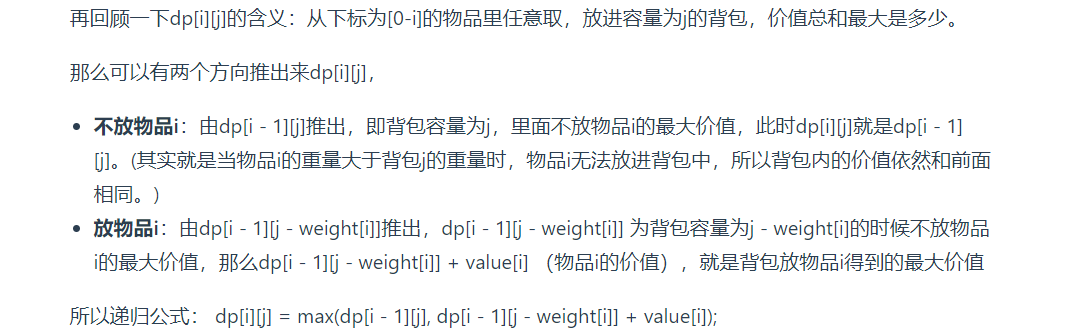 再回顾一下dp[i][j]的含义：从下标为[0-i]的物品里任意取，放进容量为j的背包，价值总和最大是多少。
那么可以有两个方向推出来dp[i][j]，
• 不放物品i：由dp[i - 1][j]推出，即背包容量为j，里面不放物品i的最大价值，此时dp[i][j]就是dp[i - 1]
[j]。(其实就是当物品i的重量大于背包j的重量时，物品i无法放进背包中，所以背包内的价值依然和前面
相同。)
• 放物品i：由dp[i - 1][j - weight[i]]推出，dp[i - 1][j - weight[i]] 为背包容量为j - weight[i]的时候不放物品
i的最大价值，那么dp[i - 1][j - weight[i]] + value[i] （物品i的价值），就是背包放物品i得到的最大价值
所以递归公式： dp[i][j] = max(dp[i - 1][j], dp[i - 1][j - weight[i]] + value[i]);